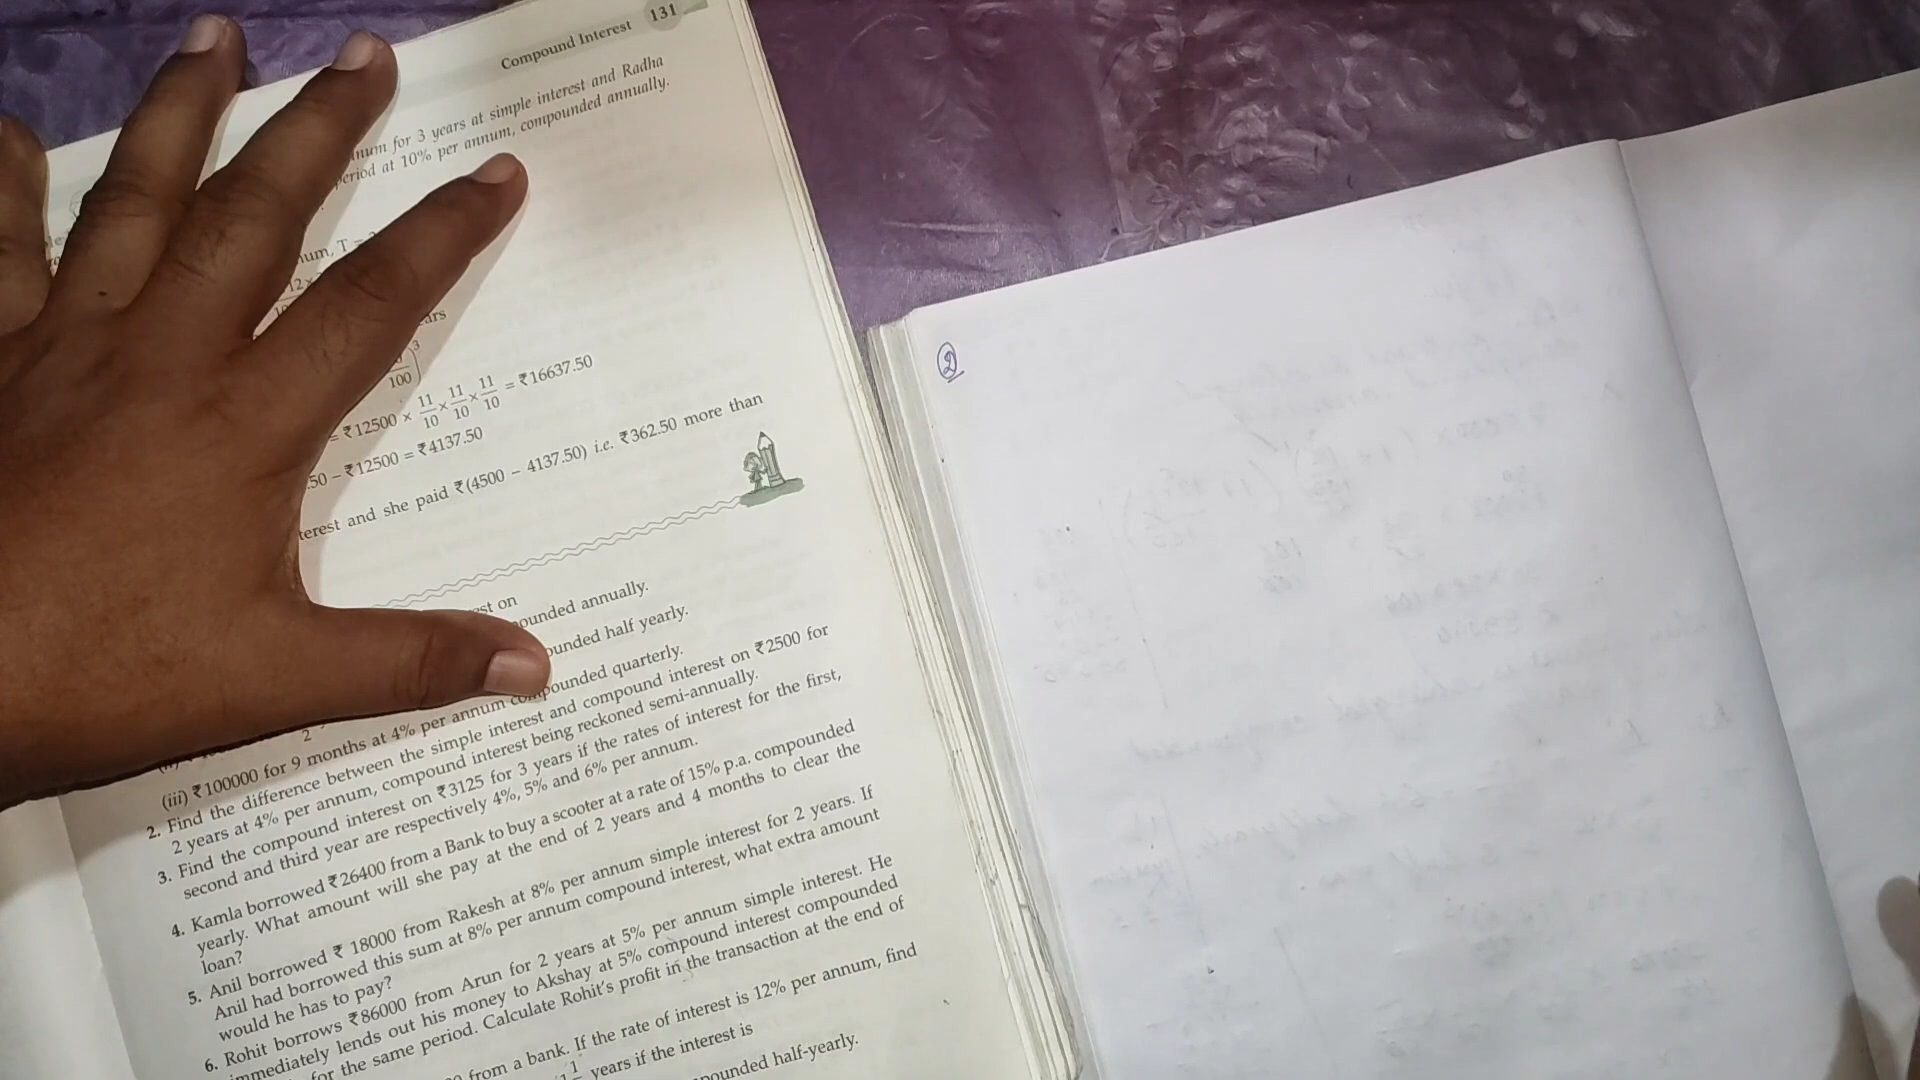 Compound Interest 131
num for 3 years at simple interest and Radha
period at 10% per annum, compounded annually.
num, T =
12 ×
ars
100)³
= ₹12500 × 11/10 × 11/10 × 11/10 = ₹16637.50
.50 – ₹12500 = ₹4137.50
terest and she paid ₹(4500 – 4137.50) i.e. ₹362.50 more than
est on
ounded annually.
ounded half yearly.
(iii) ₹100000 for 9 months at 4% per annum compounded quarterly.
2. Find the difference between the simple interest and compound interest on ₹2500 for
2 years at 4% per annum, compound interest being reckoned semi-annually.
3. Find the compound interest on ₹3125 for 3 years if the rates of interest for the first,
second and third year are respectively 4%, 5% and 6% per annum.
4. Kamla borrowed ₹26400 from a Bank to buy a scooter at a rate of 15% p.a. compounded
yearly. What amount will she pay at the end of 2 years and 4 months to clear the
loan?
5. Anil borrowed ₹ 18000 from Rakesh at 8% per annum simple interest for 2 years. If
Anil had borrowed this sum at 8% per annum compound interest, what extra amount
would he has to pay?
6. Rohit borrows ₹86000 from Arun for 2 years at 5% per annum simple interest. He
immediately lends out his money to Akshay at 5% compound interest compounded
for the same period. Calculate Rohit's profit in the transaction at the end of
from a bank. If the rate of interest is 12% per annum, find
years if the interest is
pounded half-yearly.
2